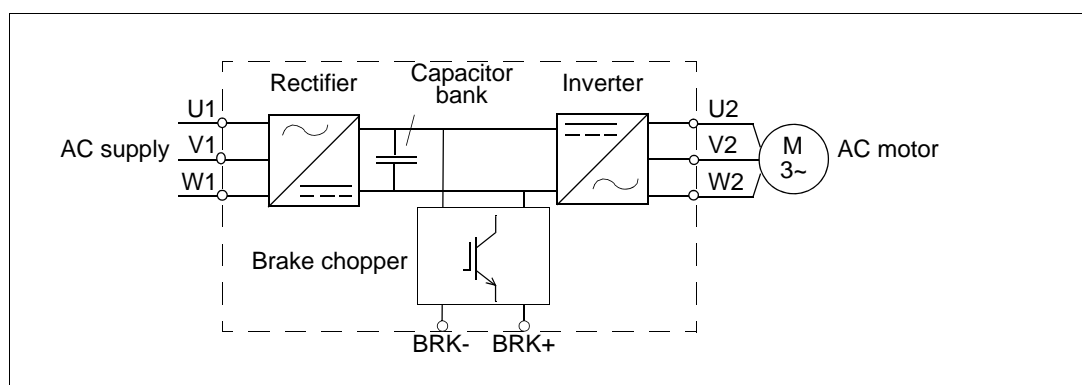 Rectifier
Capacitor
bank
Inverter
U1
V1
W1
AC supply
U2
V2
W2
M
3~
AC motor
Brake chopper
BRK-
BRK+